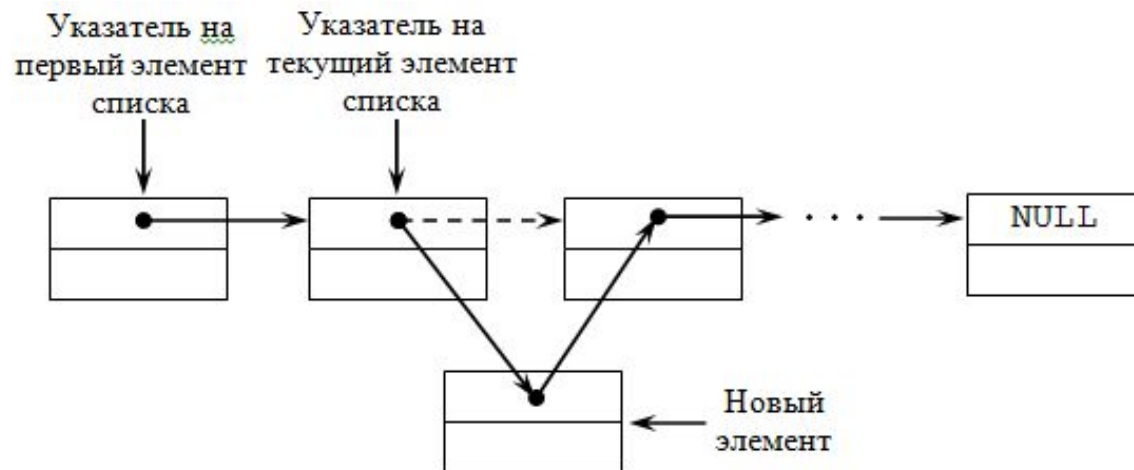 Указатель на
первый элемент
списка
Указатель на
текущий элемент
списка
NULL
Новый
элемент